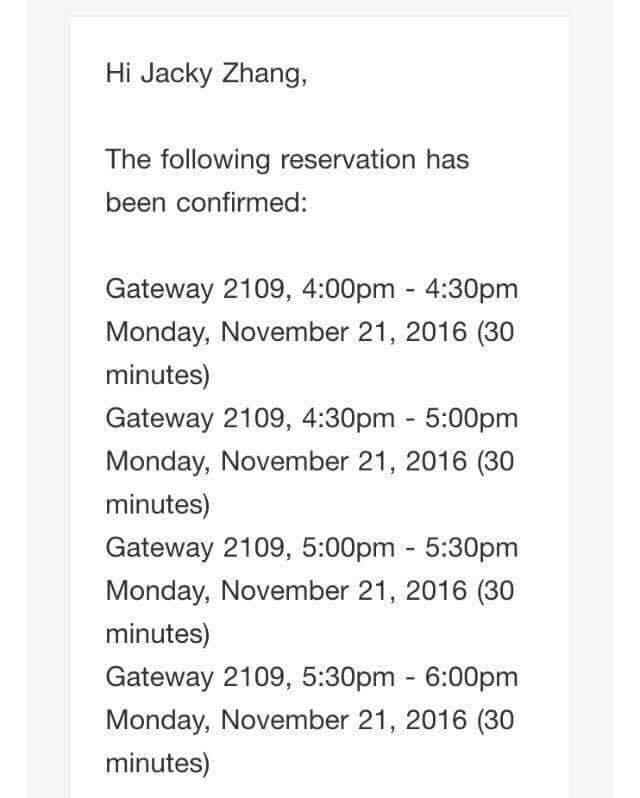 Hi Jacky Zhang,
The following reservation has
been confirmed:
Gateway 2109, 4:00pm - 4:30pm
Monday, November 21, 2016 (30
minutes)
Gateway 2109, 4:30pm - 5:00pm
Monday, November 21, 2016 (30
minutes)
Gateway 2109, 5:00pm - 5:30pm
Monday, November 21, 2016 (30
minutes)
Gateway 2109, 5:30pm - 6:00pm
Monday, November 21, 2016 (30
minutes)